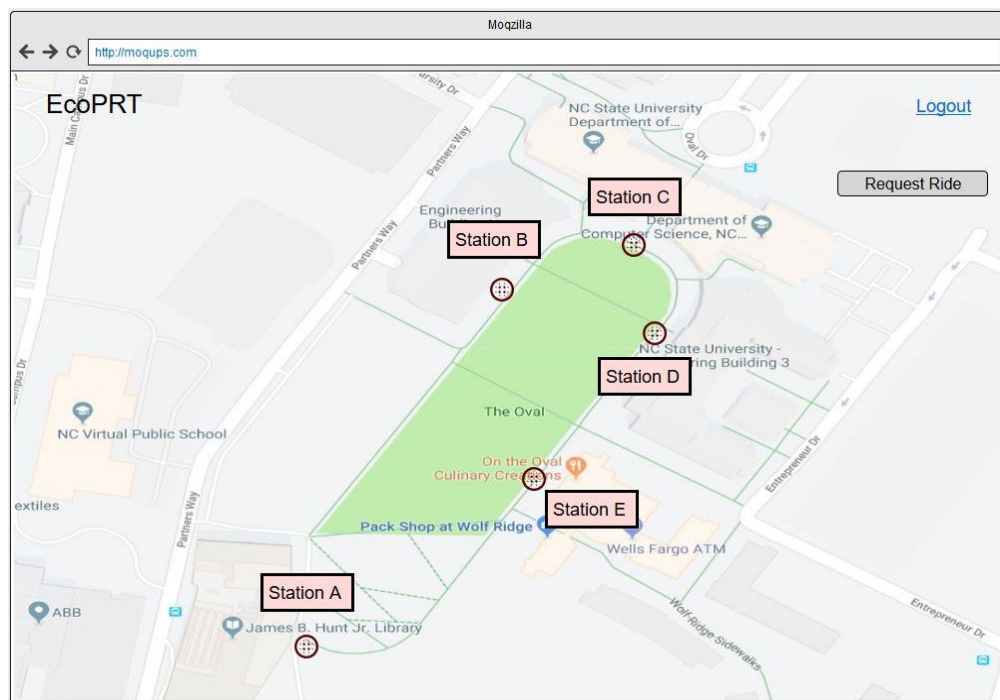 Moqzilla
http://moqups.com
EcoPRT
Logout
Main Campus Dr
Partners Way
NC State University
Department of...
Oval Dr
Request Ride
Station C
Engineering
Department of
Computer Science, NC...
Station B
Partners Way
NC State University -
ring Building 3
Station D
The Oval
NC Virtual Public School
On the Oval
Culinary
Entrepreneur Dr
extiles
Partners Way
Station E
Pack Shop at Wolf Ridge
Wells Fargo ATM
Station A
ABB
James B. Hunt Jr. Library
Wolf-Ridge Sidewalks
Entrepreneur Dr